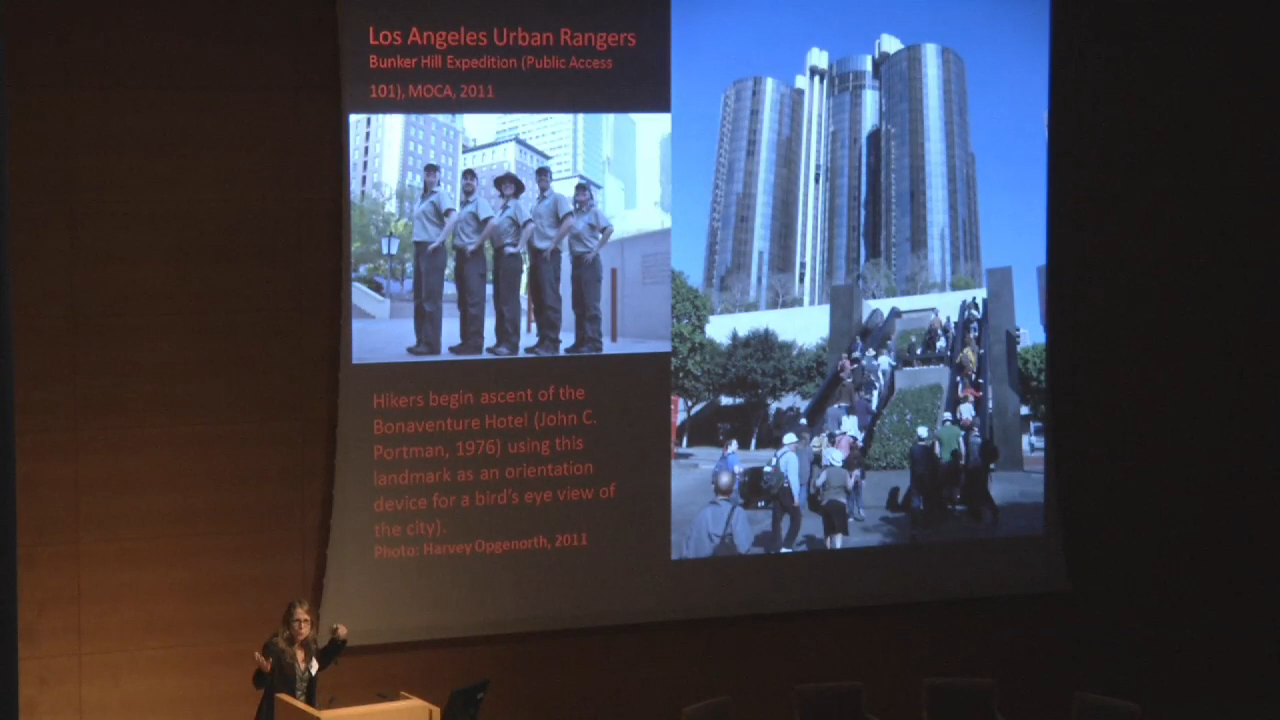 Los Angeles Urban Rangers
Bunker Hill Expedition (Public Access
101), MOCA, 2011
Hikers begin ascent of the
Bonaventure Hotel (John C.
Portman, 1976) using this
landmark as an orientation
device for a bird's eye view of
the city).
Photo: Harvey Opgenorth, 2011